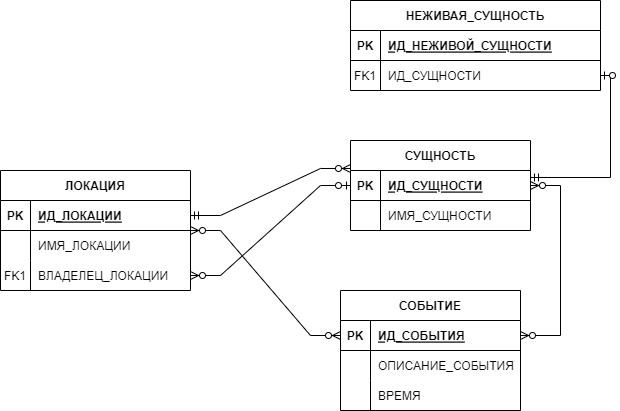 НЕЖИВАЯ_СУЩНОСТЬ
PK ИД_НЕЖИВОЙ_СУЩНОСТИ
FK1 ИД_СУЩНОСТИ
СУЩНОСТЬ
PK ИД_СУЩНОСТИ
ИМЯ_СУЩНОСТИ
ЛОКАЦИЯ
PK ИД_ЛОКАЦИИ
ИМЯ_ЛОКАЦИИ
FK1 ВЛАДЕЛЕЦ_ЛОКАЦИИ
СОБЫТИЕ
PK ИД_СОБЫТИЯ
ОПИСАНИЕ_СОБЫТИЯ
ВРЕМЯ